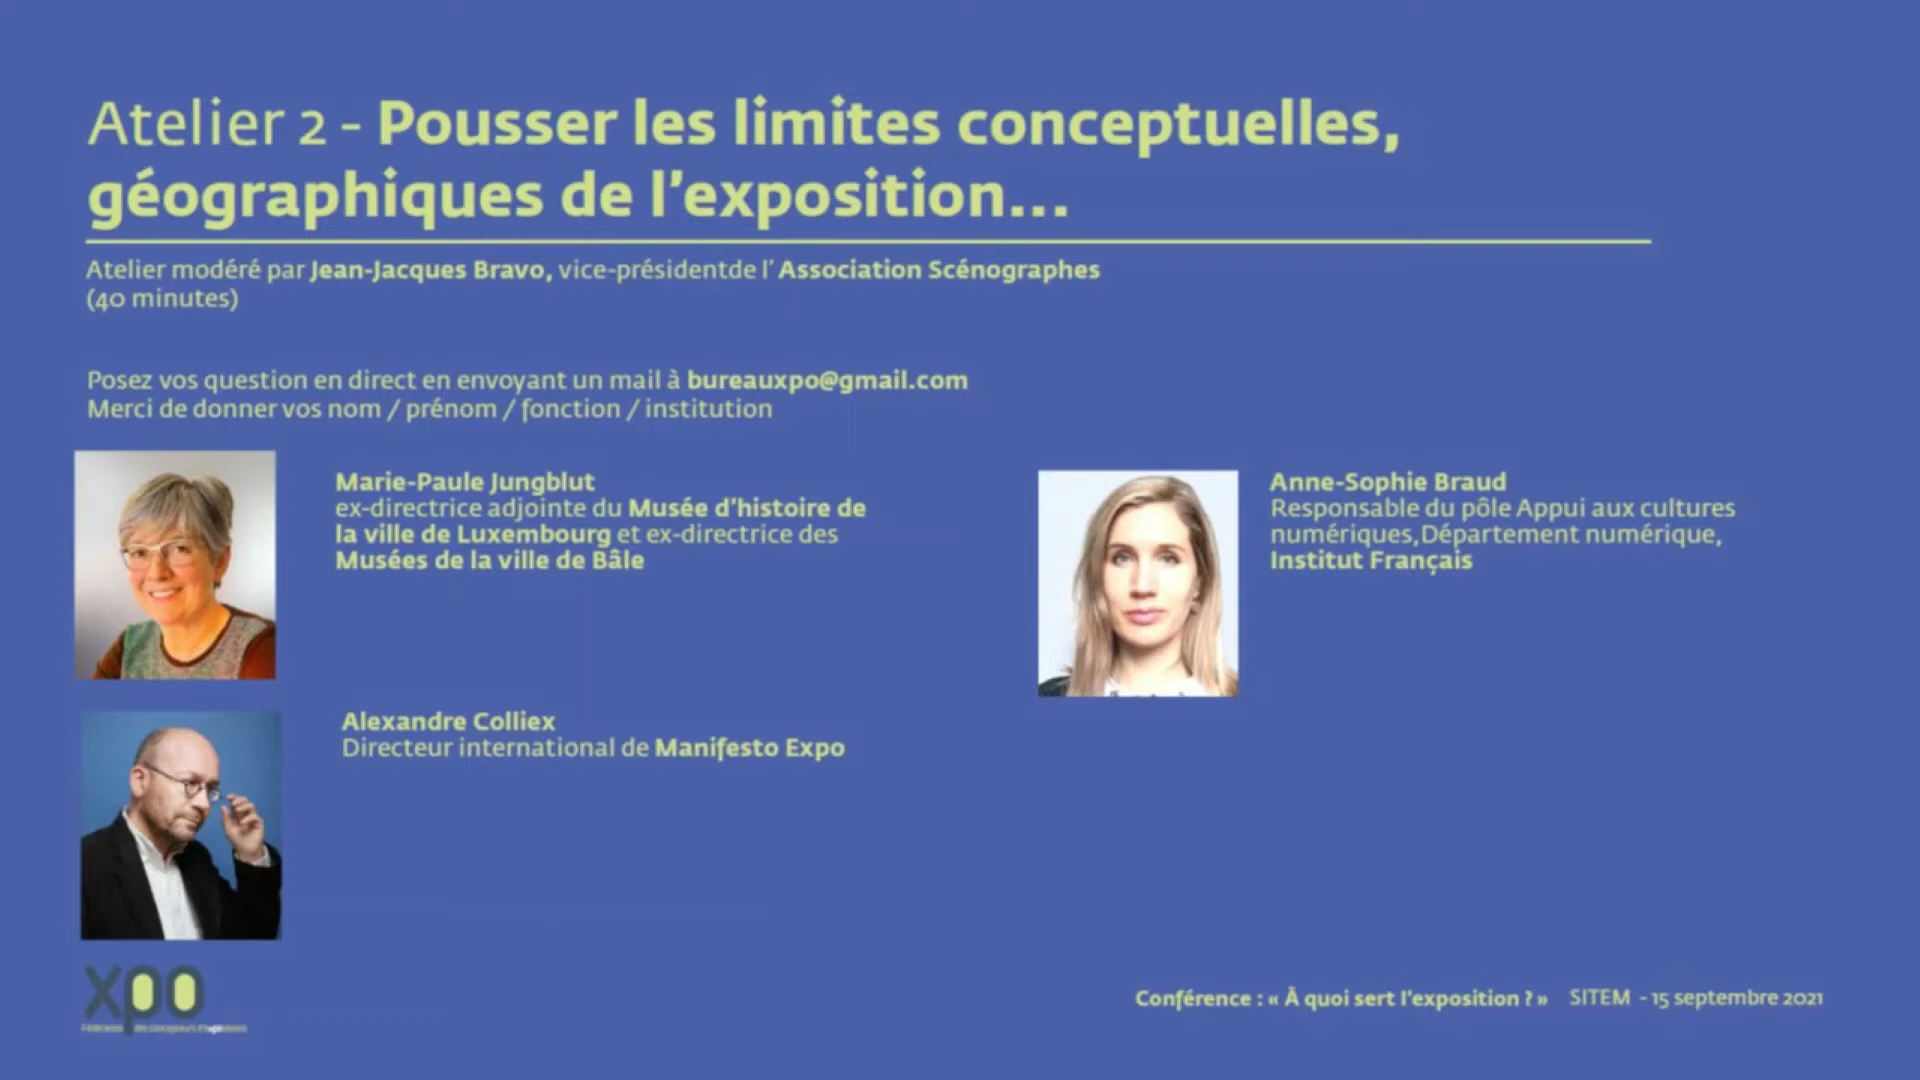 Atelier 2 - Pousser les limites conceptuelles,
géographiques de l'exposition...
Atelier modéré par Jean-Jacques Bravo, vice-présidentde l' Association Scénographes
(40 minutes)
Posez vos question en direct en envoyant un mail à bureauxpo@gmail.com
Merci de donner vos nom / prénom / fonction / institution
Marie-Paule Jungblut
ex-directrice adjointe du Musée d'histoire de
la ville de Luxembourg et ex-directrice des
Musées de la ville de Bâle
Anne-Sophie Braud
Responsable du pôle Appui aux cultures
numériques,Département numérique,
Institut Français
Alexandre Colliex
Directeur international de Manifesto Expo
xpo
Conférence : « À quoi sert l'exposition ? » SITEM - 15 septembre 2021